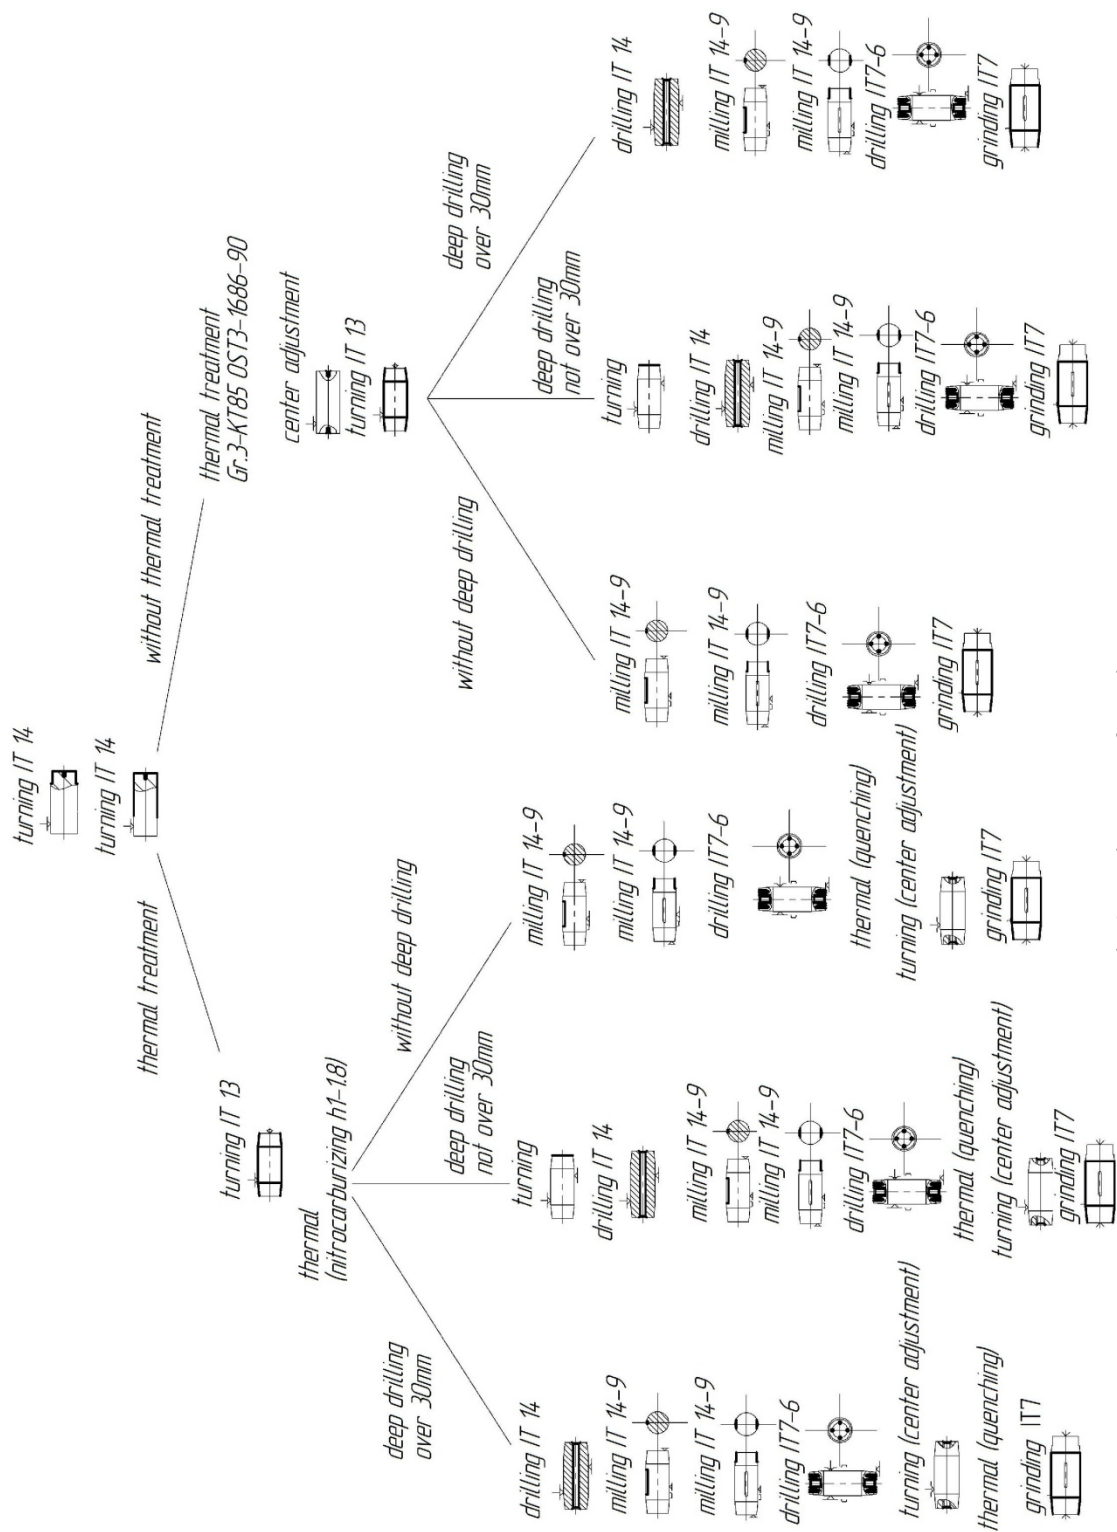 turning IT 14
turning IT 14
thermal treatment
without thermal treatment
turning IT 13
thermal
(nitrocarburizing h1-1.8)
thermal treatment
Gr.3-KT85 OST3-1686-90
center adjustment
turning IT 13
deep drilling
over 30mm
deep drilling
not over 30mm
without deep drilling
without deep drilling
deep drilling
not over 30mm
deep drilling
over 30mm
drilling IT 14
milling IT 14-9
milling IT 14-9
drilling IT7-6
turning (center adjustment)
thermal (quenching)
grinding IT7
turning
drilling IT 14
milling IT 14-9
milling IT 14-9
drilling IT7-6
thermal (quenching)
turning (center adjustment)
grinding IT7
milling IT 14-9
milling IT 14-9
drilling IT7-6
thermal (quenching)
turning (center adjustment)
grinding IT7
milling IT 14-9
milling IT 14-9
drilling IT7-6
grinding IT7
turning
drilling IT 14
milling IT 14-9
milling IT 14-9
drilling IT7-6
grinding IT7
drilling IT 14
milling IT 14-9
milling IT 14-9
drilling IT7-6
grinding IT7